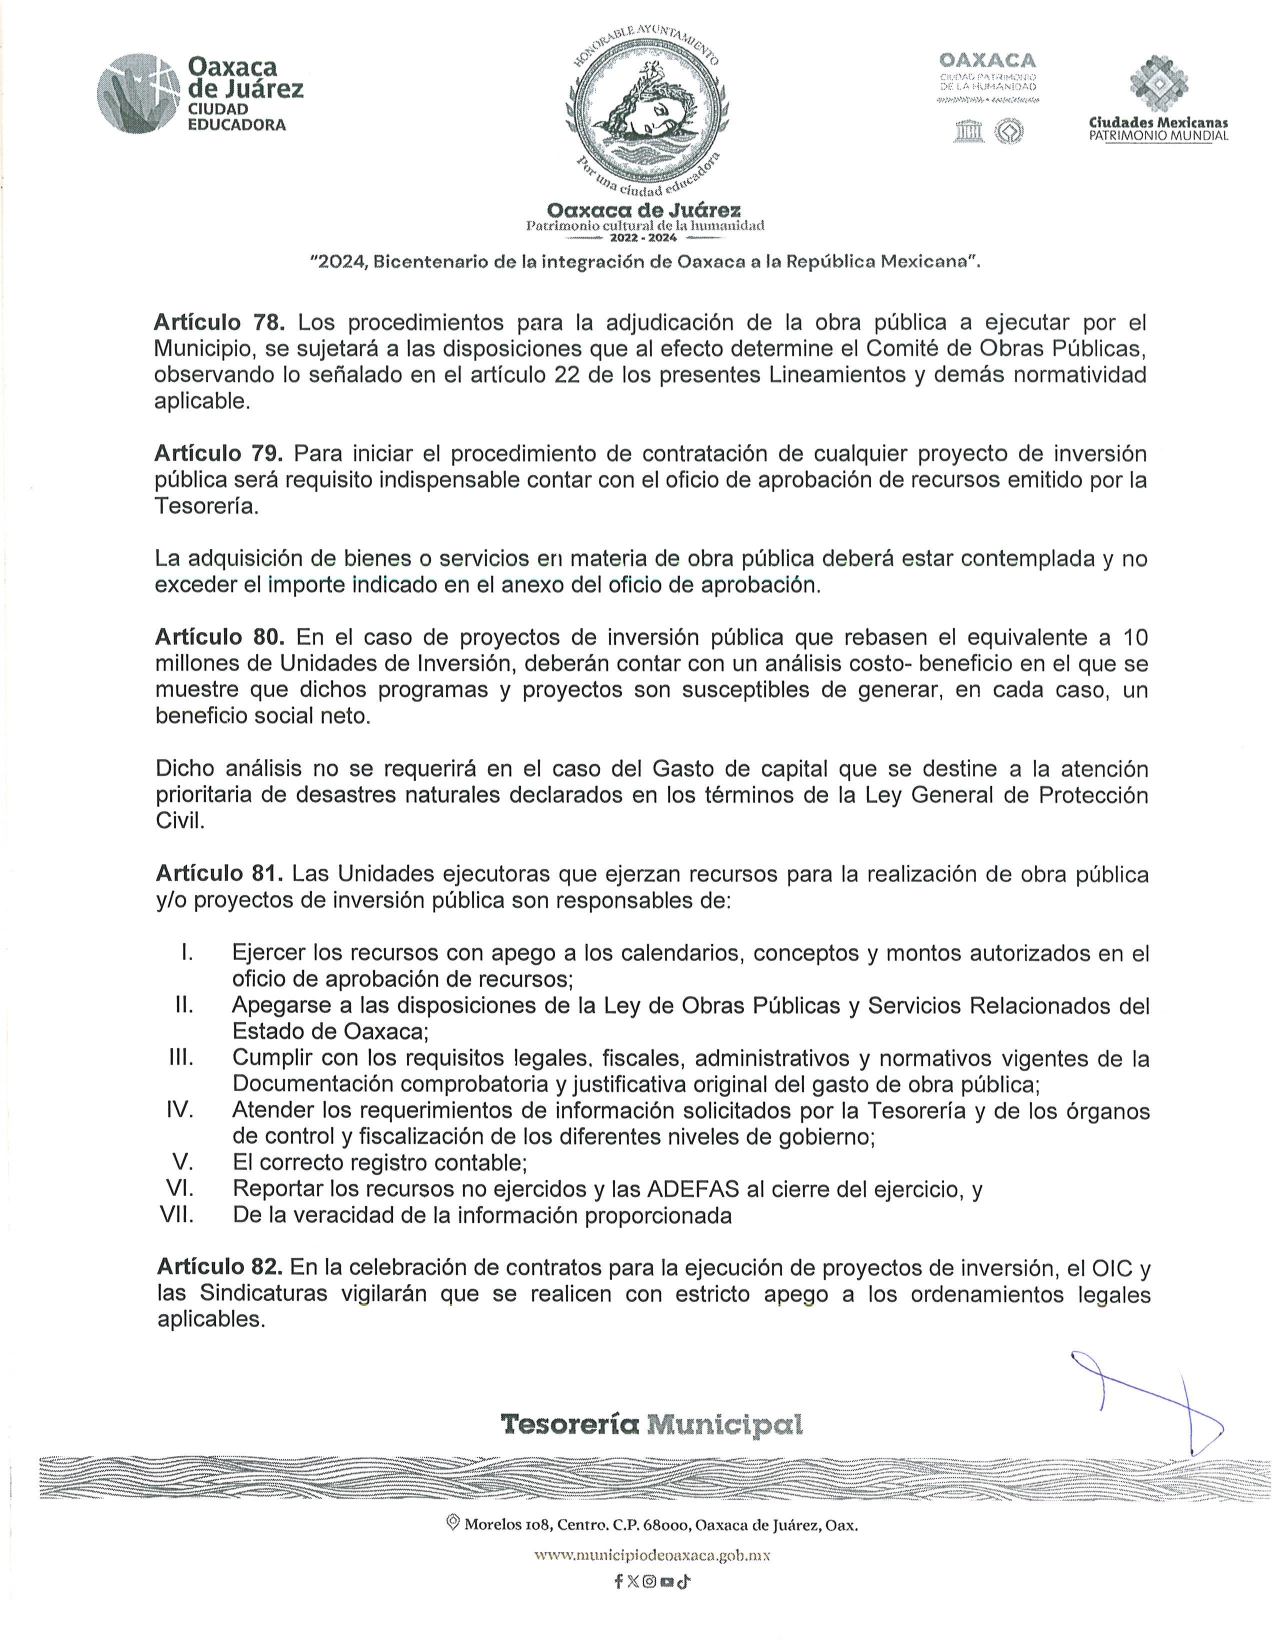 Oaxaca
de Juárez
CIUDAD
EDUCADORA
HONORABLE AYUNTAMIENTO
Por una ciudad educadora
Oaxaca de Juárez
Patrimonio cultural de la humanidad
2022 - 2024
OAXACA
CIUDAD PATRIMONIO
DE LA HUMANIDAD
Ciudades Mexicanas
PATRIMONIO MUNDIAL
"2024, Bicentenario de la integración de Oaxaca a la República Mexicana".
Artículo 78. Los procedimientos para la adjudicación de la obra pública a ejecutar por el
Municipio, se sujetará a las disposiciones que al efecto determine el Comité de Obras Públicas,
observando lo señalado en el artículo 22 de los presentes Lineamientos y demás normatividad
aplicable.
Artículo 79. Para iniciar el procedimiento de contratación de cualquier proyecto de inversión
pública será requisito indispensable contar con el oficio de aprobación de recursos emitido por la
Tesorería.
La adquisición de bienes o servicios en materia de obra pública deberá estar contemplada y no
exceder el importe indicado en el anexo del oficio de aprobación.
Artículo 80. En el caso de proyectos de inversión pública que rebasen el equivalente a 10
millones de Unidades de Inversión, deberán contar con un análisis costo- beneficio en el que se
muestre que dichos programas y proyectos son susceptibles de generar, en cada caso, un
beneficio social neto.
Dicho análisis no se requerirá en el caso del Gasto de capital que se destine a la atención
prioritaria de desastres naturales declarados en los términos de la Ley General de Protección
Civil.
Artículo 81. Las Unidades ejecutoras que ejerzan recursos para la realización de obra pública
y/o proyectos de inversión pública son responsables de:
I. Ejercer los recursos con apego a los calendarios, conceptos y montos autorizados en el
oficio de aprobación de recursos;
II. Apegarse a las disposiciones de la Ley de Obras Públicas y Servicios Relacionados del
Estado de Oaxaca;
III. Cumplir con los requisitos legales, fiscales, administrativos y normativos vigentes de la
Documentación comprobatoria y justificativa original del gasto de obra pública;
IV. Atender los requerimientos de información solicitados por la Tesorería y de los órganos
de control y fiscalización de los diferentes niveles de gobierno;
V. El correcto registro contable;
VI. Reportar los recursos no ejercidos y las ADEFAS al cierre del ejercicio, y
VII. De la veracidad de la información proporcionada
Artículo 82. En la celebración de contratos para la ejecución de proyectos de inversión, el OIC y
las Sindicaturas vigilarán que se realicen con estricto apego a los ordenamientos legales
aplicables.
Tesorería Municipal
Morelos 108, Centro. C.P. 68000, Oaxaca de Juárez, Oax.
www.municipiodeoaxaca.gob.mx